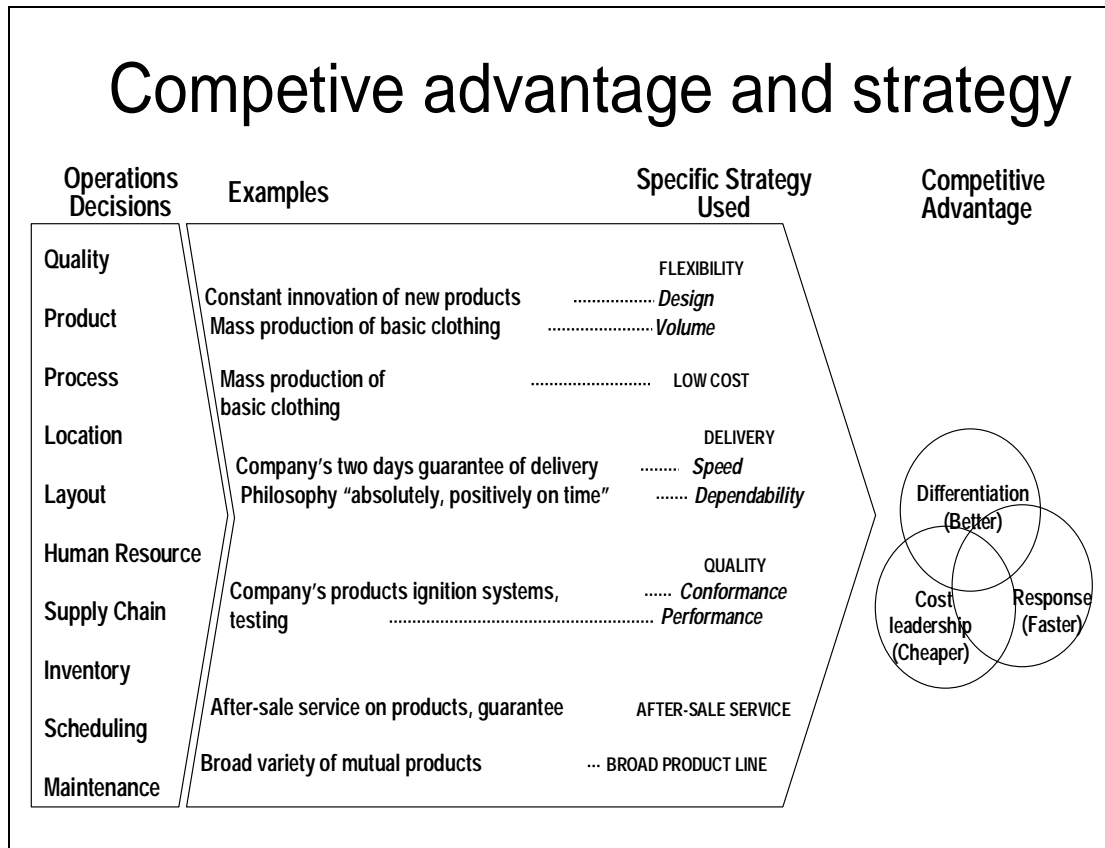 Competive advantage and strategy
Operations
Decisions
Examples
Specific Strategy
Used
Competitive
Advantage
Quality
Product
Process
Location
Layout
Human Resource
Supply Chain
Inventory
Scheduling
Maintenance
FLEXIBILITY
Constant innovation of new products ............... Design
Mass production of basic clothing .................... Volume
Mass production of ...................... LOW COST
basic clothing
DELIVERY
Company's two days guarantee of delivery ....... Speed
Philosophy “absolutely, positively on time” ...... Dependability
QUALITY
Company's products ignition systems, ..... Conformance
testing ................................................. Performance
After-sale service on products, guarantee AFTER-SALE SERVICE
Broad variety of mutual products ... BROAD PRODUCT LINE
Differentiation
(Better)
Cost
leadership
(Cheaper)
Response
(Faster)